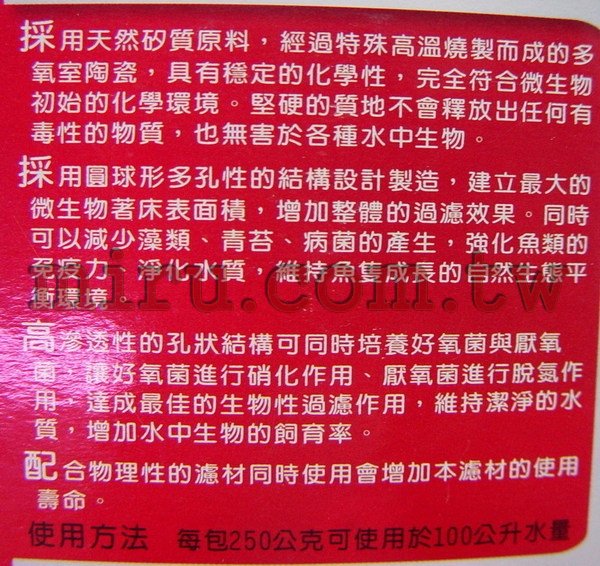 採用天然矽質原料，經過特殊高溫燒製而成的多
氧室陶瓷，具有穩定的化學性，完全符合微生物
初始的化學環境。堅硬的質地不會釋放出任何有
毒性的物質，也無害於各種水中生物。
採用圓球形多孔性的結構設計製造，建立最大的
微生物著床表面積，增加整體的過濾效果。同時
可以減少藻類、青苔、病菌的產生，強化魚類的
免疫力，淨化水質，維持魚隻成長的自然生態平
衡環境。
miru.com.tw
高滲透性的孔狀結構可同時培養好氧菌與厭氧
菌，讓好氧菌進行硝化作用、厭氧菌進行脫氮作
用，達成最佳的生物性過濾作用，維持潔淨的水
質，增加水中生物的飼育率。
配合物理性的濾材同時使用會增加本濾材的使用
壽命。
使用方法　每包250公克可使用於100公升水量